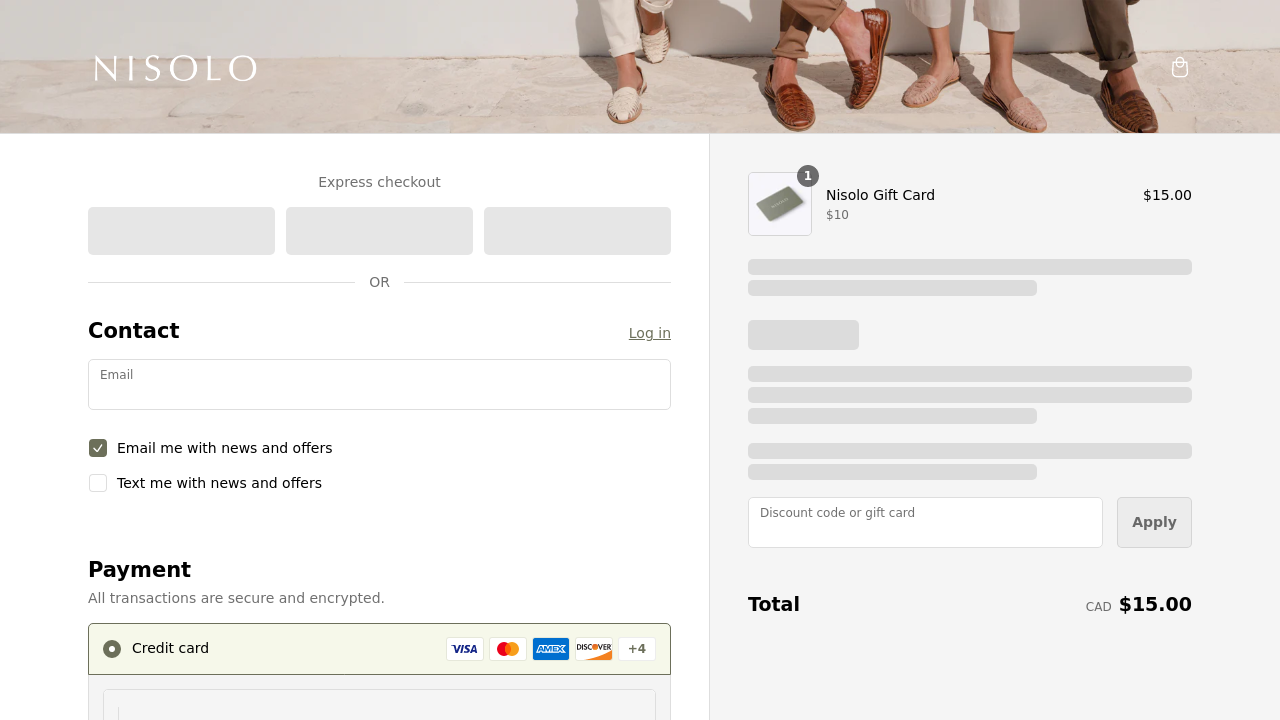 NISOLO
Express checkout
OR
Contact
Log in
Email
Email me with news and offers
Text me with news and offers
Payment
All transactions are secure and encrypted.
Credit card
VISA
AMEX
DISCOVER
+4
1
Nisolo Gift Card
$10
$15.00
Discount code or gift card
Apply
Total
CAD $15.00